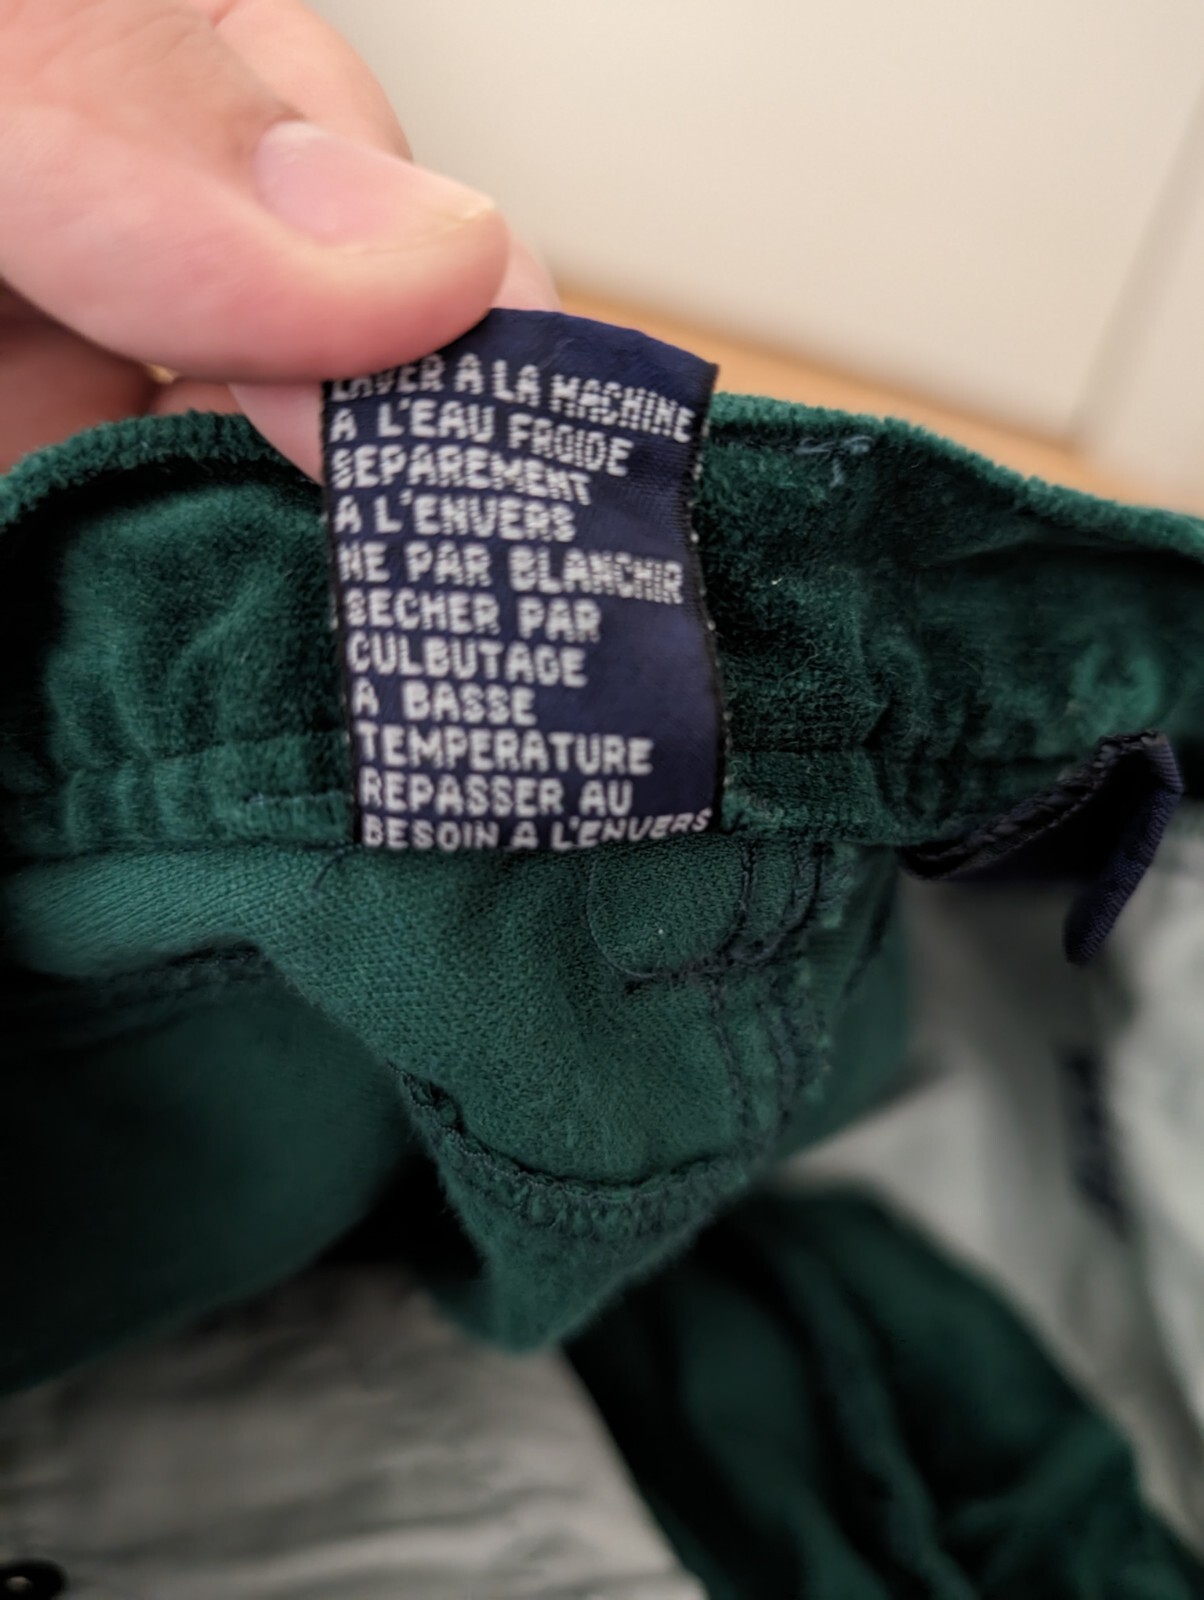 LAVER A LA MACHINE
A L'EAU FROIDE
SEPAREMENT
A L'ENVERS
NE PAR BLANCHIR
SECHER PAR
CULBUTAGE
A BASSE
TEMPERATURE
REPASSER AU
BESOIN A L'ENVERS